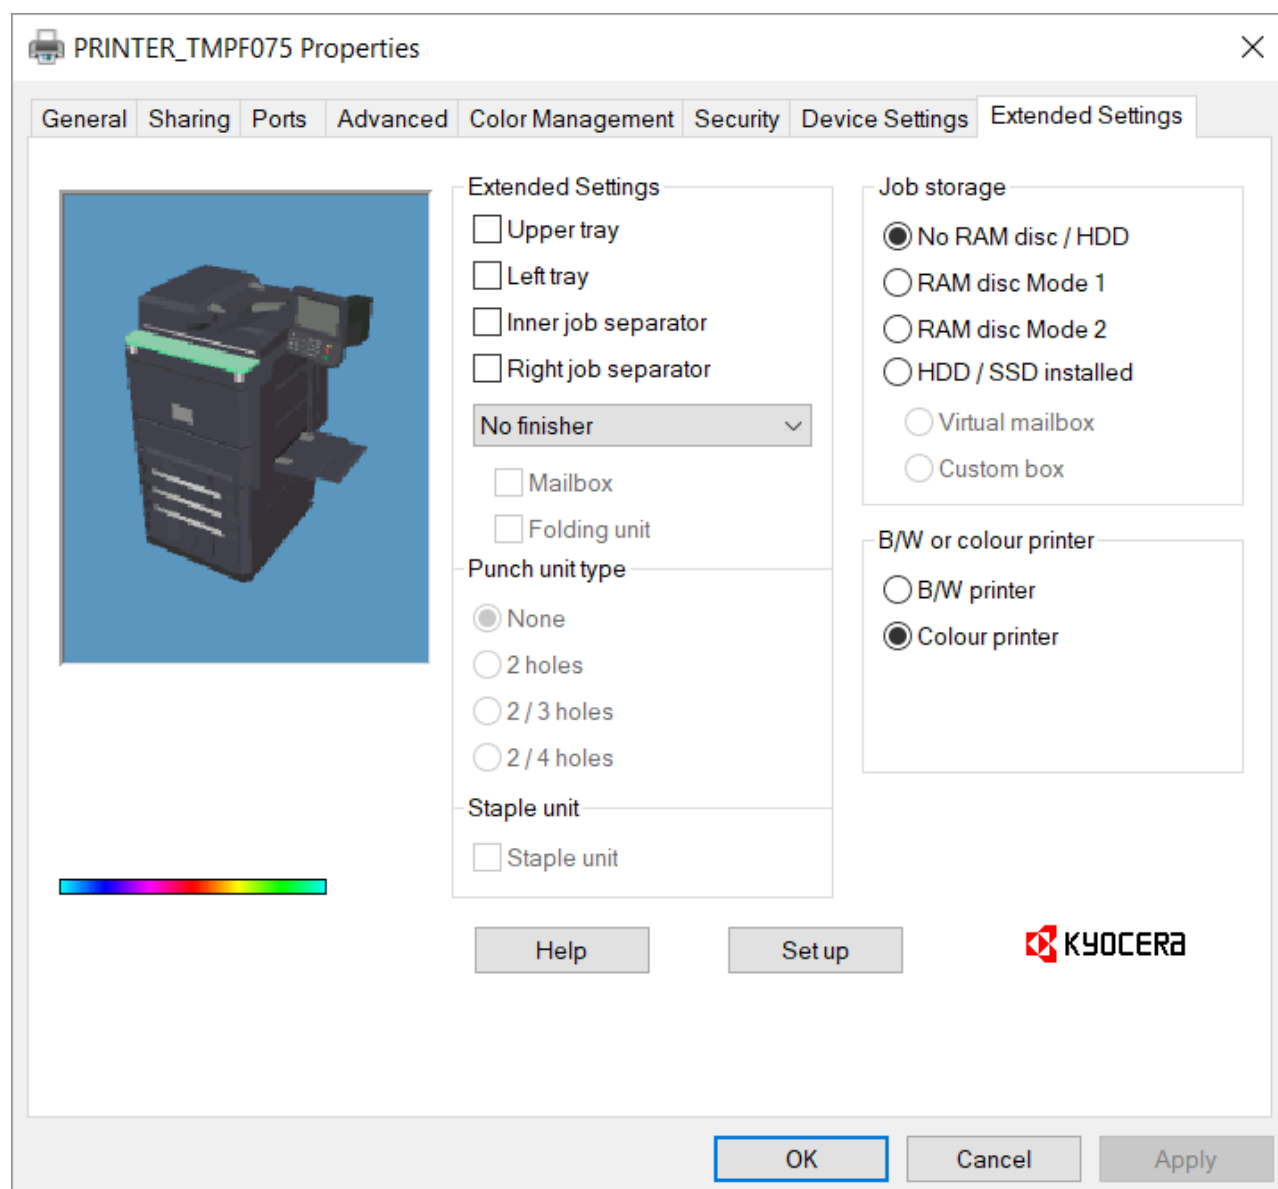 PRINTER_TMPF075 Properties
General Sharing Ports Advanced Color Management Security Device Settings Extended Settings
Extended Settings
Upper tray
Left tray
Inner job separator
Right job separator
No finisher
Mailbox
Folding unit
Punch unit type
None
2 holes
2 / 3 holes
2 / 4 holes
Staple unit
Staple unit
Job storage
No RAM disc / HDD
RAM disc Mode 1
RAM disc Mode 2
HDD / SSD installed
Virtual mailbox
Custom box
B/W or colour printer
B/W printer
Colour printer
Help
Set up
KYOCERA
OK
Cancel
Apply